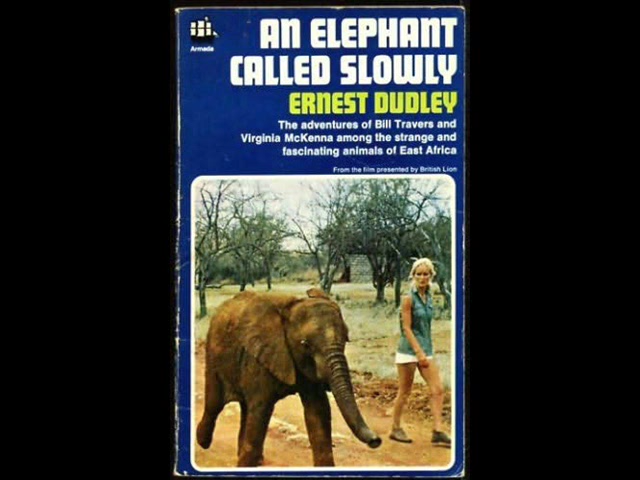 Armada
AN ELEPHANT
CALLED SLOWLY
ERNEST DUDLEY
The adventures of Bill Travers and
Virginia McKenna among the strange and
fascinating animals of East Africa
From the film presented by British Lion